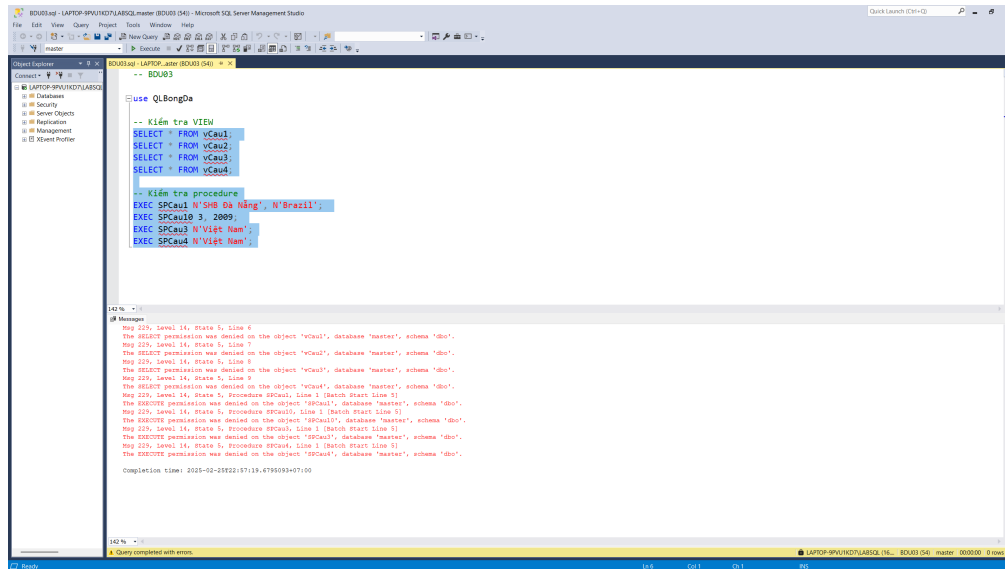 BDU03.sql - LAPTOP-9PVU1KD7\LABSQL.master (BDU03 (54)) - Microsoft SQL Server Management Studio
Quick Launch (Ctrl+Q)
File Edit View Query Project Tools Window Help
New Query
master
Execute
Object Explorer
BDU03.sql - LAPTOP...aster (BDU03 (54))
Connect
LAPTOP-9PVU1KD7\LABSQL
Databases
Security
Server Objects
Replication
Management
XEvent Profiler
-- BDU03
use QLBongDa
-- Kiểm tra VIEW
SELECT * FROM vCau1;
SELECT * FROM vCau2;
SELECT * FROM vCau3;
SELECT * FROM vCau4;
-- Kiểm tra procedure
EXEC SPCau1 N'SHB Đà Nẵng', N'Brazil';
EXEC SPCau10 3, 2009;
EXEC SPCau3 N'Việt Nam';
EXEC SPCau4 N'Việt Nam';
142 %
Messages
Msg 229, Level 14, State 5, Line 6
The SELECT permission was denied on the object 'vCau1', database 'master', schema 'dbo'.
Msg 229, Level 14, State 5, Line 7
The SELECT permission was denied on the object 'vCau2', database 'master', schema 'dbo'.
Msg 229, Level 14, State 5, Line 8
The SELECT permission was denied on the object 'vCau3', database 'master', schema 'dbo'.
Msg 229, Level 14, State 5, Line 9
The SELECT permission was denied on the object 'vCau4', database 'master', schema 'dbo'.
Msg 229, Level 14, State 5, Procedure SPCau1, Line 1 [Batch Start Line 5]
The EXECUTE permission was denied on the object 'SPCau1', database 'master', schema 'dbo'.
Msg 229, Level 14, State 5, Procedure SPCau10, Line 1 [Batch Start Line 5]
The EXECUTE permission was denied on the object 'SPCau10', database 'master', schema 'dbo'.
Msg 229, Level 14, State 5, Procedure SPCau3, Line 1 [Batch Start Line 5]
The EXECUTE permission was denied on the object 'SPCau3', database 'master', schema 'dbo'.
Msg 229, Level 14, State 5, Procedure SPCau4, Line 1 [Batch Start Line 5]
The EXECUTE permission was denied on the object 'SPCau4', database 'master', schema 'dbo'.
Completion time: 2025-02-25T22:57:19.6795093+07:00
142 %
Query completed with errors.
LAPTOP-9PVU1KD7\LABSQL (16... BDU03 (54) master 00:00:00 0 rows
Ready
Ln 6 Col 1 Ch 1 INS